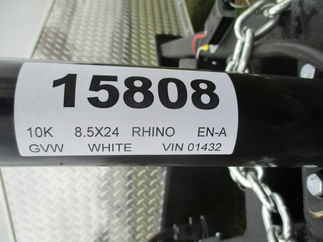 15808
10K 8.5X24 RHINO EN-A
GVW WHITE VIN 01432